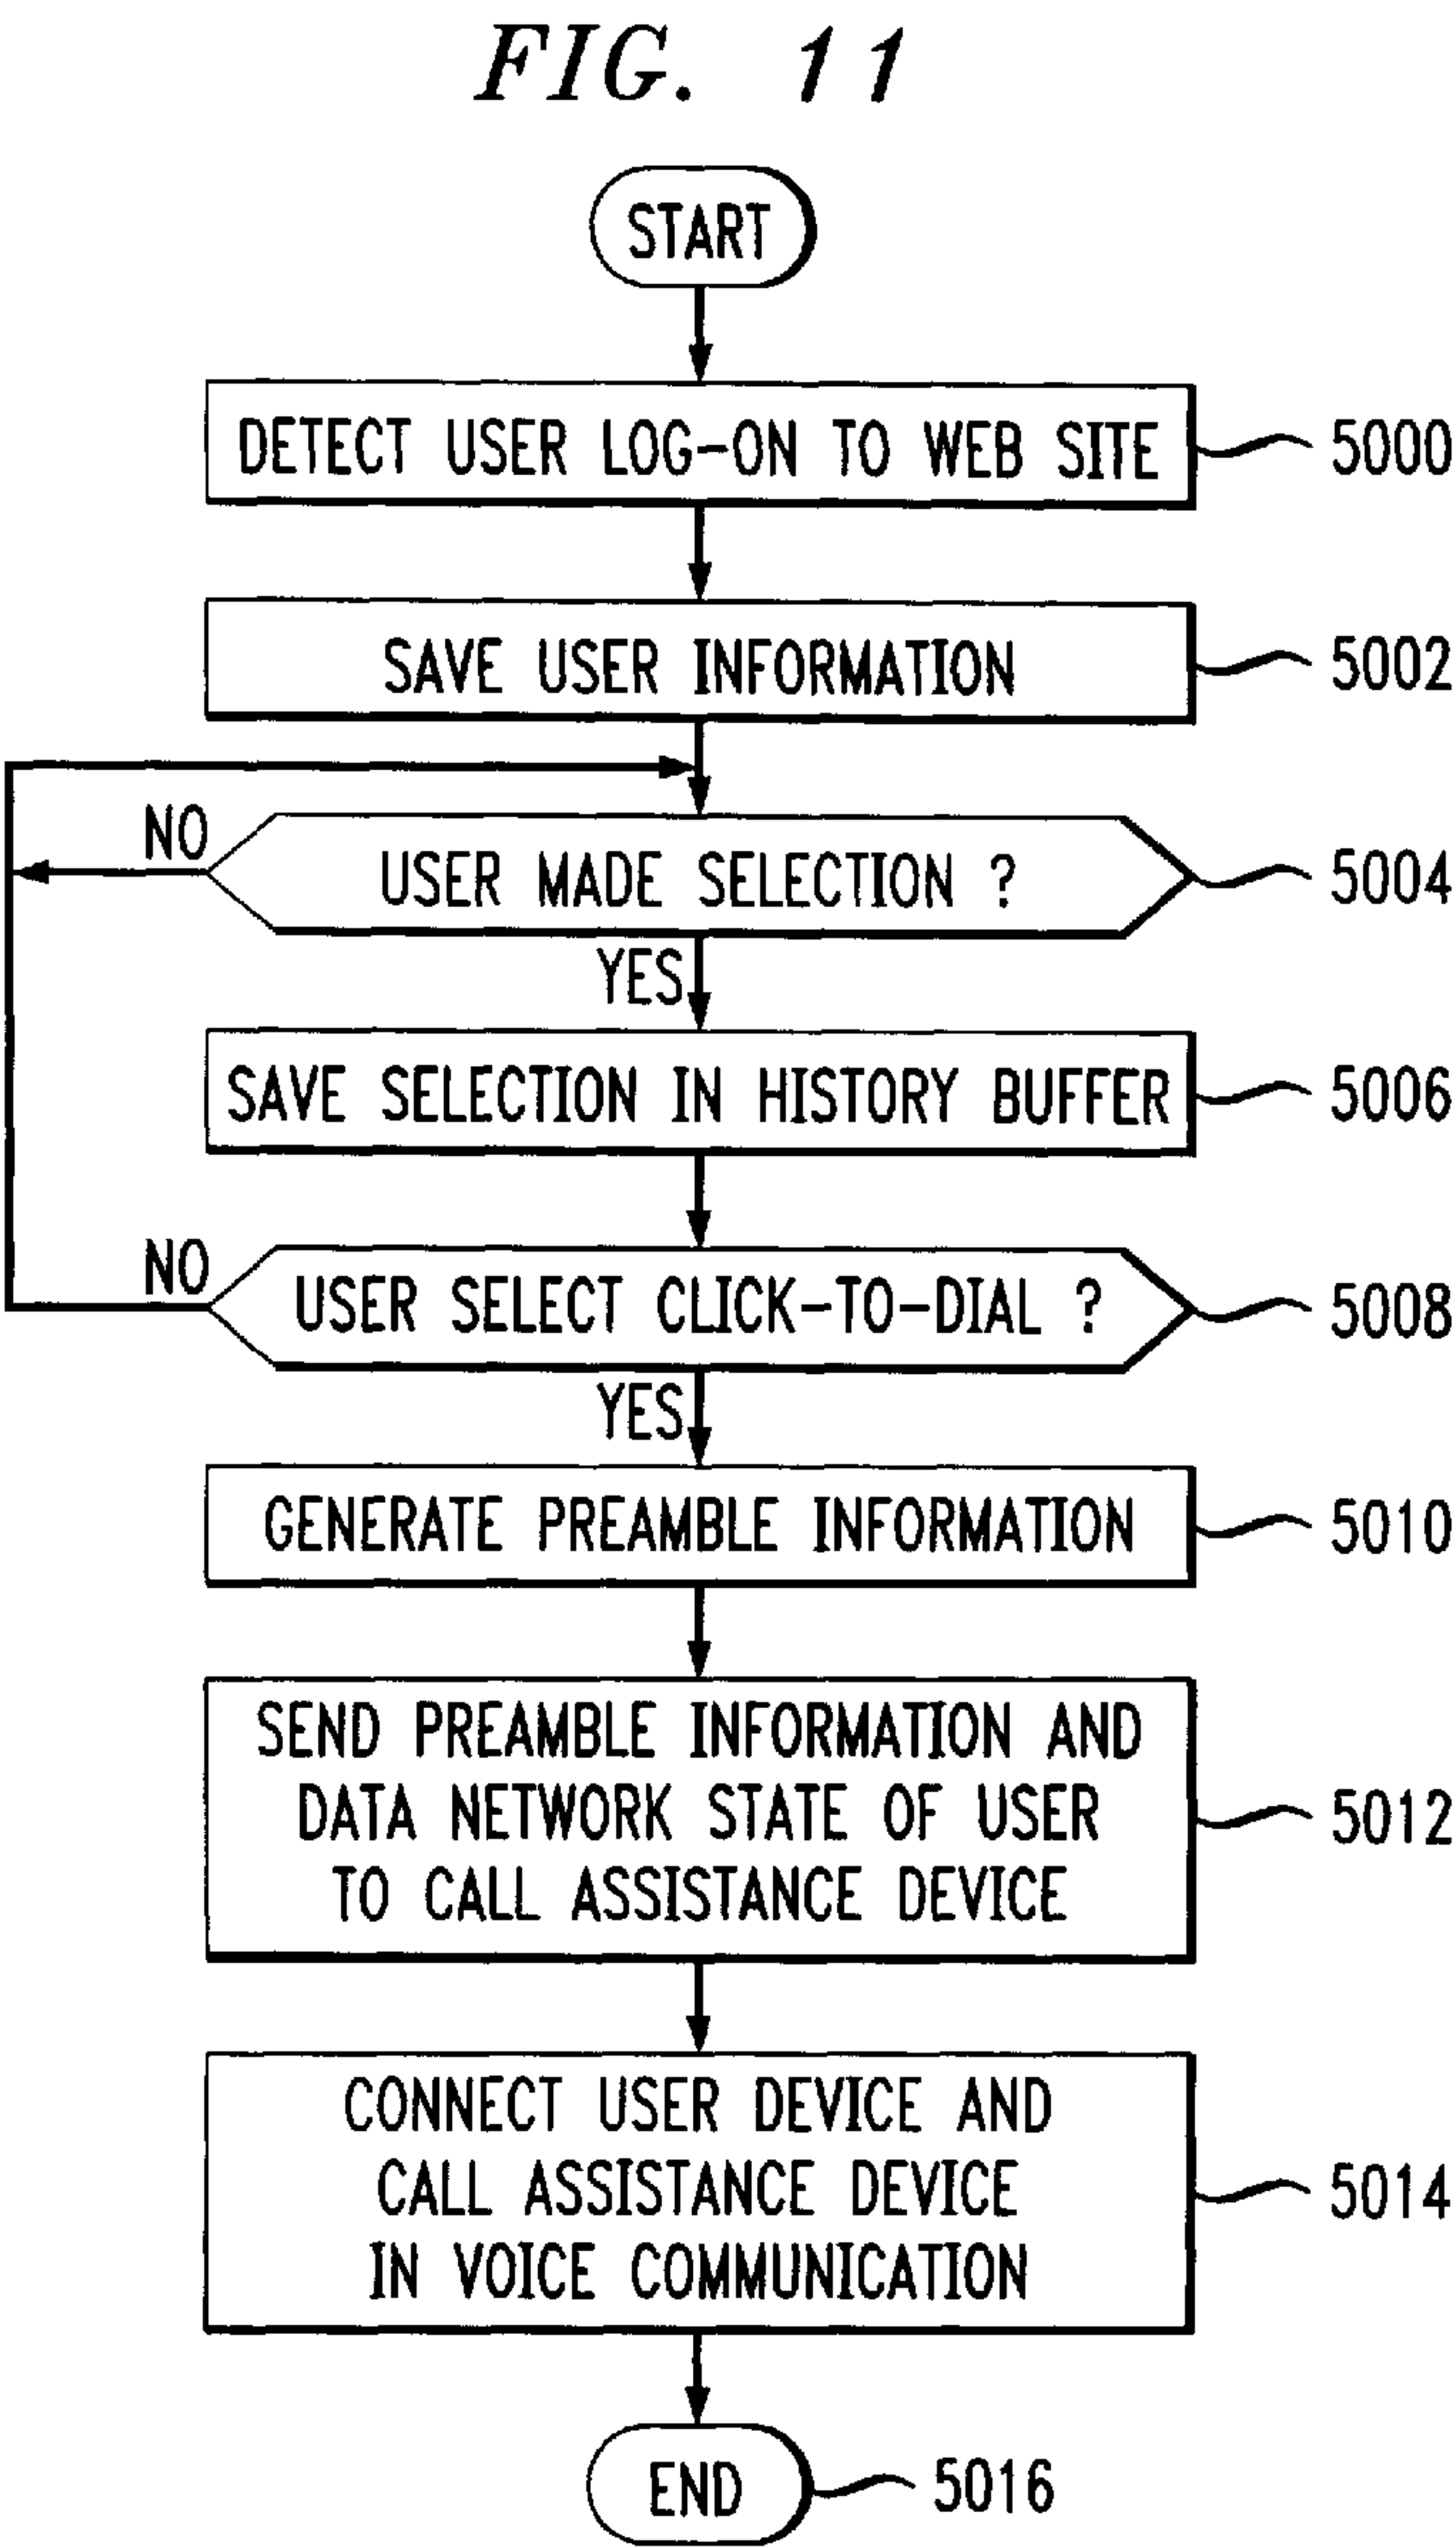 FIG. 11
START
DETECT USER LOG-ON TO WEB SITE
5000
SAVE USER INFORMATION
5002
NO
USER MADE SELECTION ?
5004
YES
SAVE SELECTION IN HISTORY BUFFER
5006
NO
USER SELECT CLICK-TO-DIAL ?
5008
YES
GENERATE PREAMBLE INFORMATION
5010
SEND PREAMBLE INFORMATION AND
DATA NETWORK STATE OF USER
TO CALL ASSISTANCE DEVICE
5012
CONNECT USER DEVICE AND
CALL ASSISTANCE DEVICE
IN VOICE COMMUNICATION
5014
END
5016